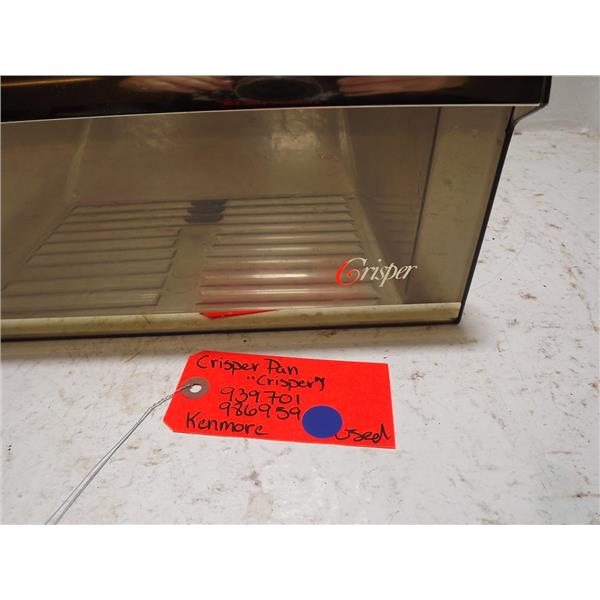 Crisper
Crisper Pan
"Crisper"
939701
986959
Kenmore
Used